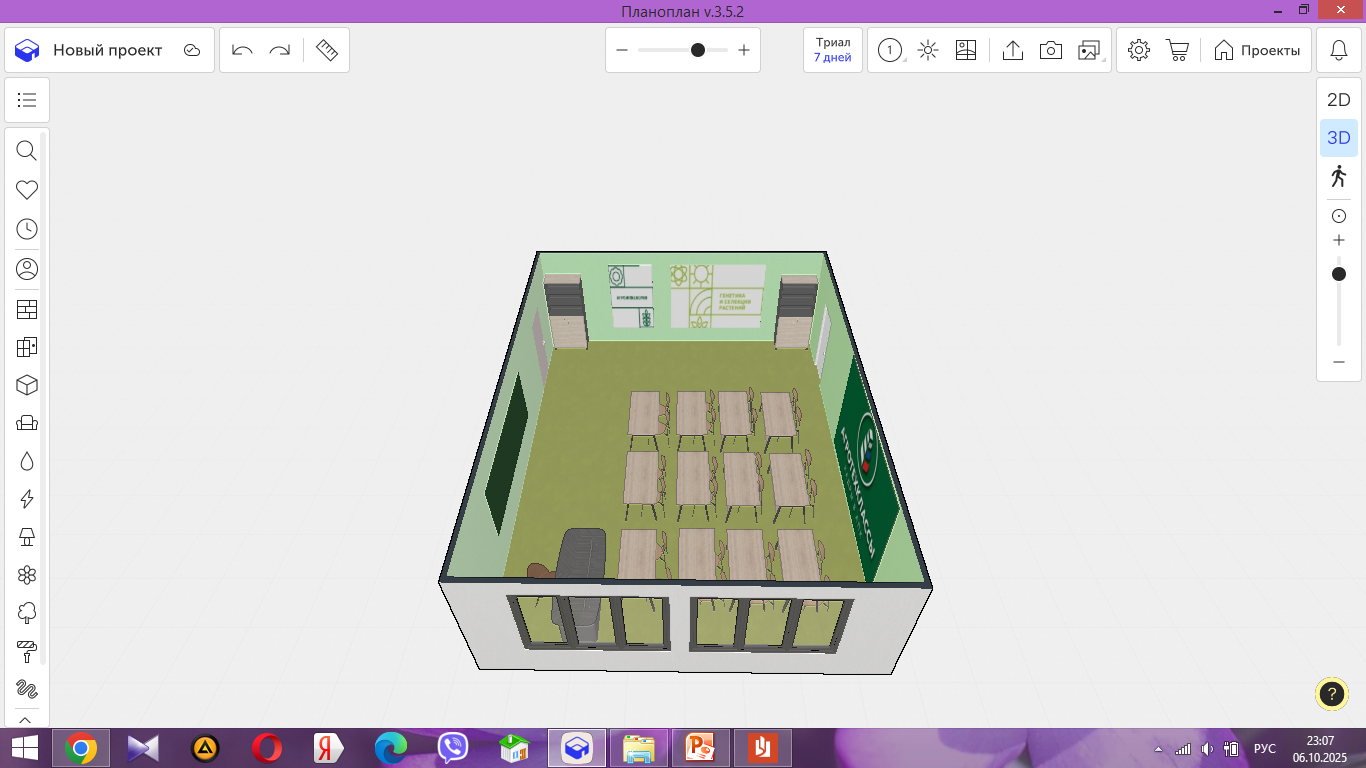 Планоплан v.3.5.2
Новый проект
Триал
7 дней
1
Проекты
2D
3D
АГРОТЕХКЛАССЫ
ГЕНЕТИКА
И СЕЛЕКЦИЯ
РАСТЕНИЙ
?
РУС
23:07
06.10.2025